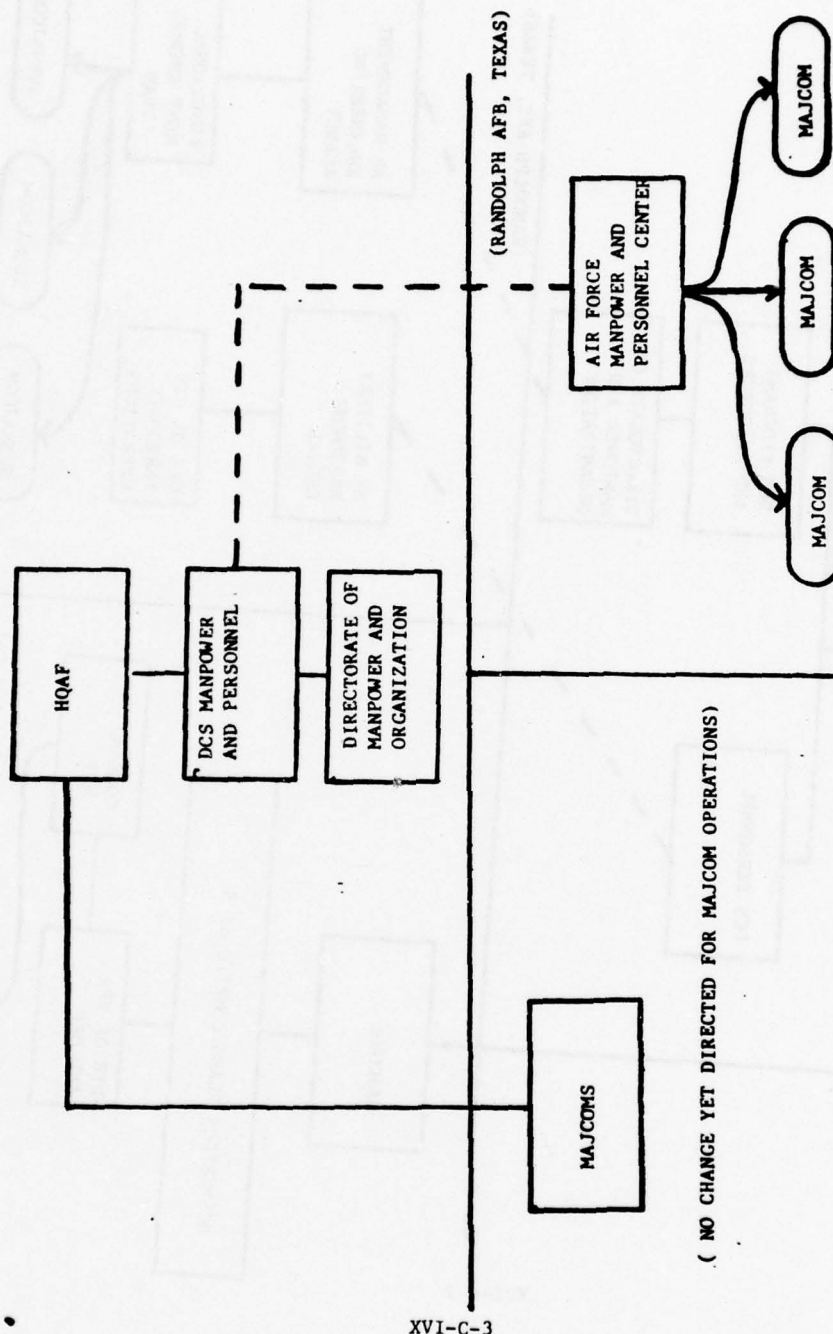 HQAF
DCS MANPOWER
AND PERSONNEL
DIRECTORATE OF
MANPOWER AND
ORGANIZATION
(RANDOLPH AFB, TEXAS)
MAJCOMS
AIR FORCE
MANPOWER AND
PERSONNEL CENTER
( NO CHANGE YET DIRECTED FOR MAJCOM OPERATIONS)
MAJCOM
MAJCOM
MAJCOM
XVI-C-3